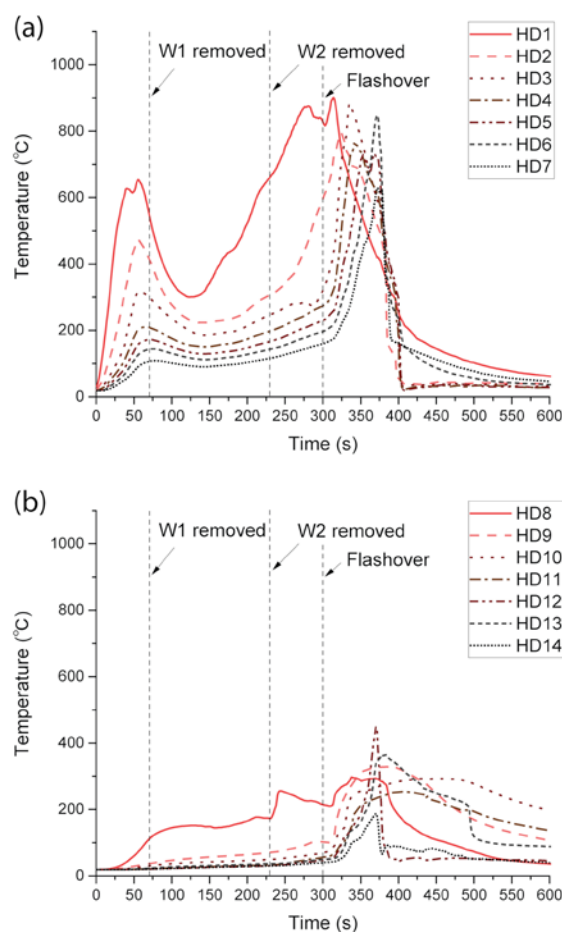 (a)
W1 removed
W2 removed
Flashover
HD1
HD2
HD3
HD4
HD5
HD6
HD7
1000
800
600
400
200
0
Temperature (°C)
0 50 100 150 200 250 300 350 400 450 500 550 600
Time (s)
(b)
W1 removed
W2 removed
Flashover
HD8
HD9
HD10
HD11
HD12
HD13
HD14
1000
800
600
400
200
0
Temperature (°C)
0 50 100 150 200 250 300 350 400 450 500 550 600
Time (s)